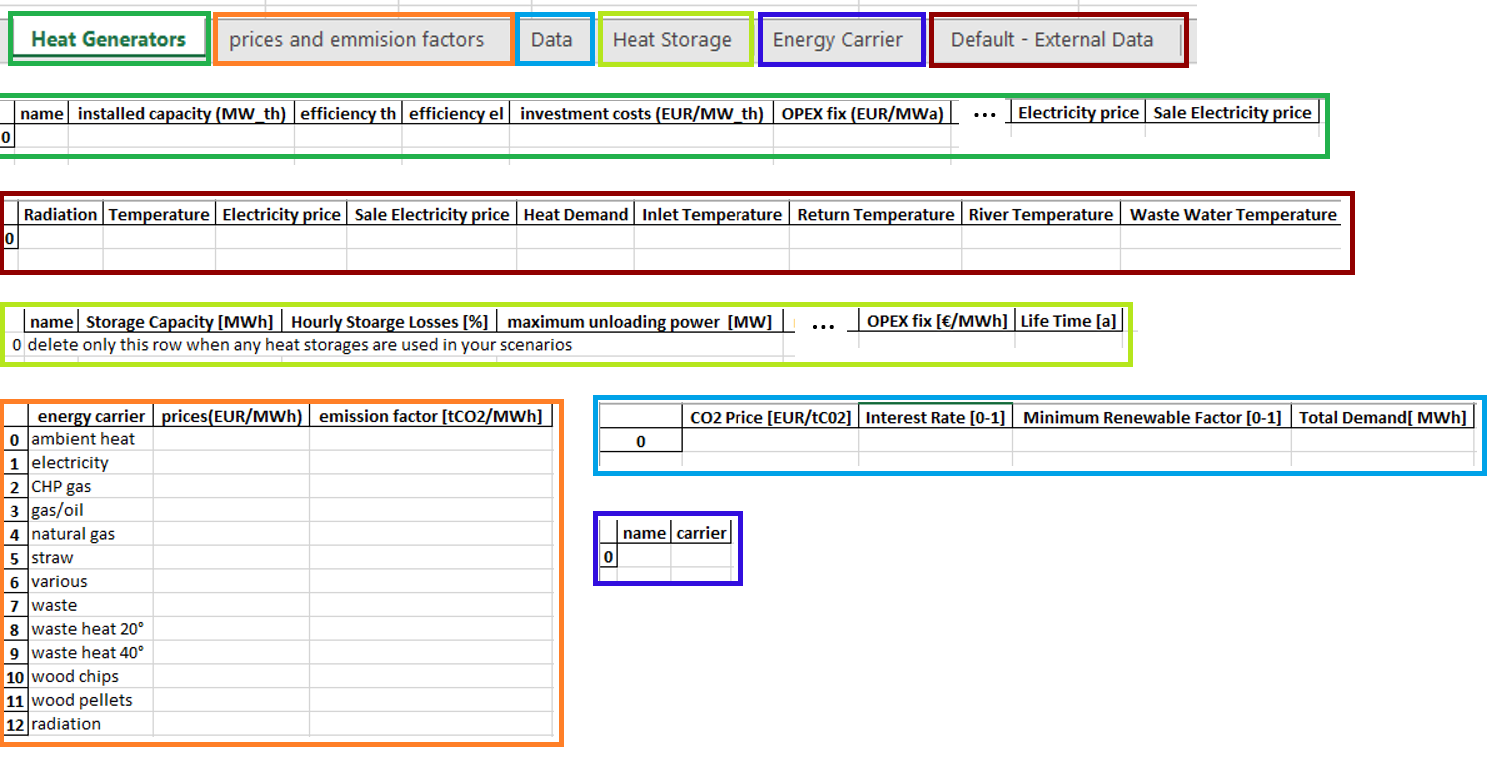 Heat Generators prices and emmision factors Data Heat Storage Energy Carrier Default - External Data
name installed capacity (MW_th) efficiency th efficiency el investment costs (EUR/MW_th) OPEX fix (EUR/MWa) ... Electricity price Sale Electricity price
0
Radiation Temperature Electricity price Sale Electricity price Heat Demand Inlet Temperature Return Temperature River Temperature Waste Water Temperature
0
name Storage Capacity [MWh] Hourly Stoarge Losses [%] maximum unloading power [MW] ... OPEX fix [€/MWh] Life Time [a]
0 delete only this row when any heat storages are used in your scenarios
energy carrier prices(EUR/MWh) emission factor [tCO2/MWh]
0 ambient heat
1 electricity
2 CHP gas
3 gas/oil
4 natural gas
5 straw
6 various
7 waste
8 waste heat 20°
9 waste heat 40°
10 wood chips
11 wood pellets
12 radiation
CO2 Price [EUR/tC02] Interest Rate [0-1] Minimum Renewable Factor [0-1] Total Demand[ MWh]
0
name carrier
0